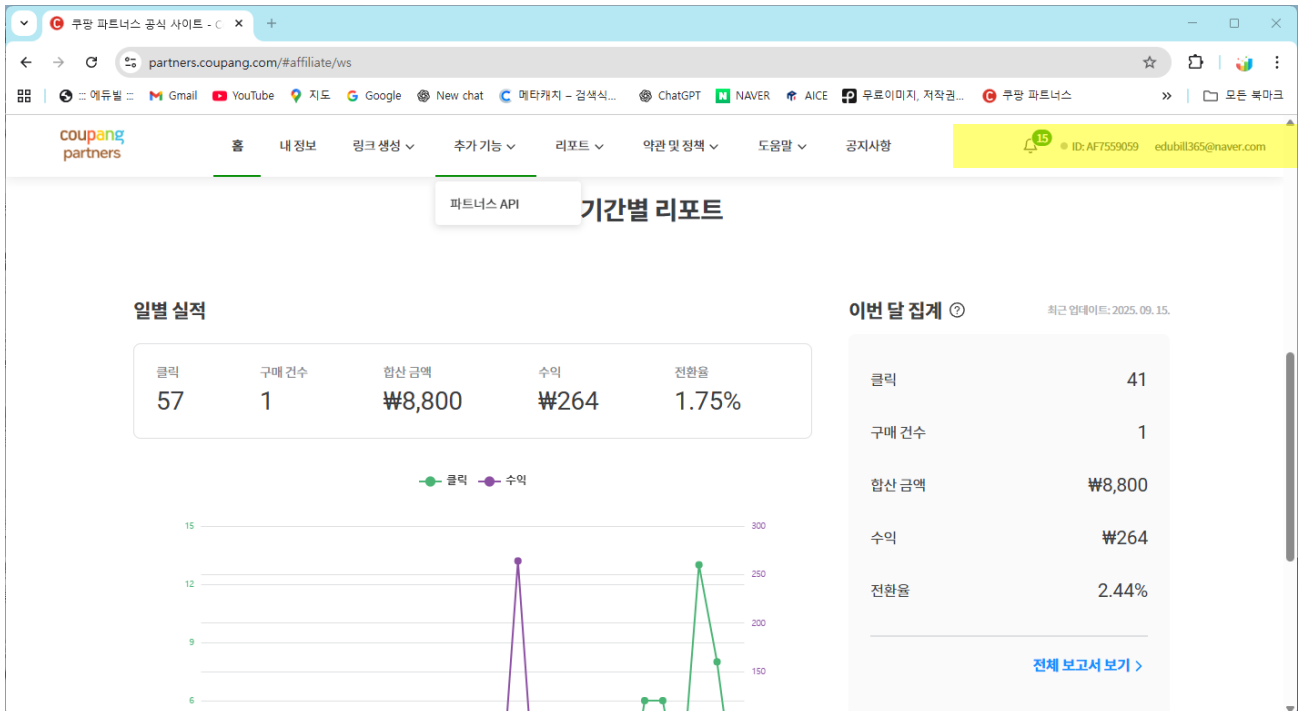 쿠팡 파트너스 공식 사이트 - C
partners.coupang.com/#affiliate/ws
::: 에듀빌 ::: Gmail YouTube 지도 Google New chat 메타캐치 – 검색식... ChatGPT NAVER AICE 무료이미지, 저작권... 쿠팡 파트너스 » 모든 북마크
coupang
partners
홈 내 정보 링크 생성 추가 기능 리포트 약관 및 정책 도움말 공지사항 15 ID: AF7559059 edubill365@naver.com
파트너스 API
기간별 리포트
일별 실적
클릭 구매 건수 합산 금액 수익 전환율
57 1 ₩8,800 ₩264 1.75%
클릭 수익
15 300
250
12
200
9
150
6
이번 달 집계 ? 최근 업데이트: 2025. 09. 15.
클릭 41
구매 건수 1
합산 금액 ₩8,800
수익 ₩264
전환율 2.44%
전체 보고서 보기 >